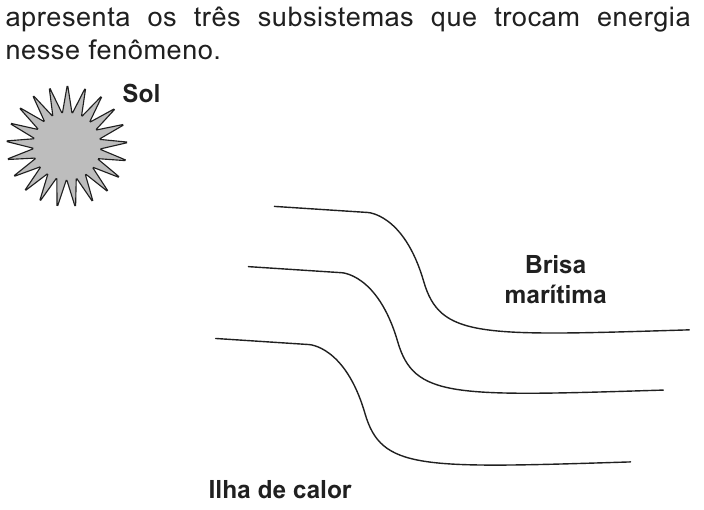 apresenta os três subsistemas que trocam energia
nesse fenômeno.
Sol
Brisa
marítima
Ilha de calor